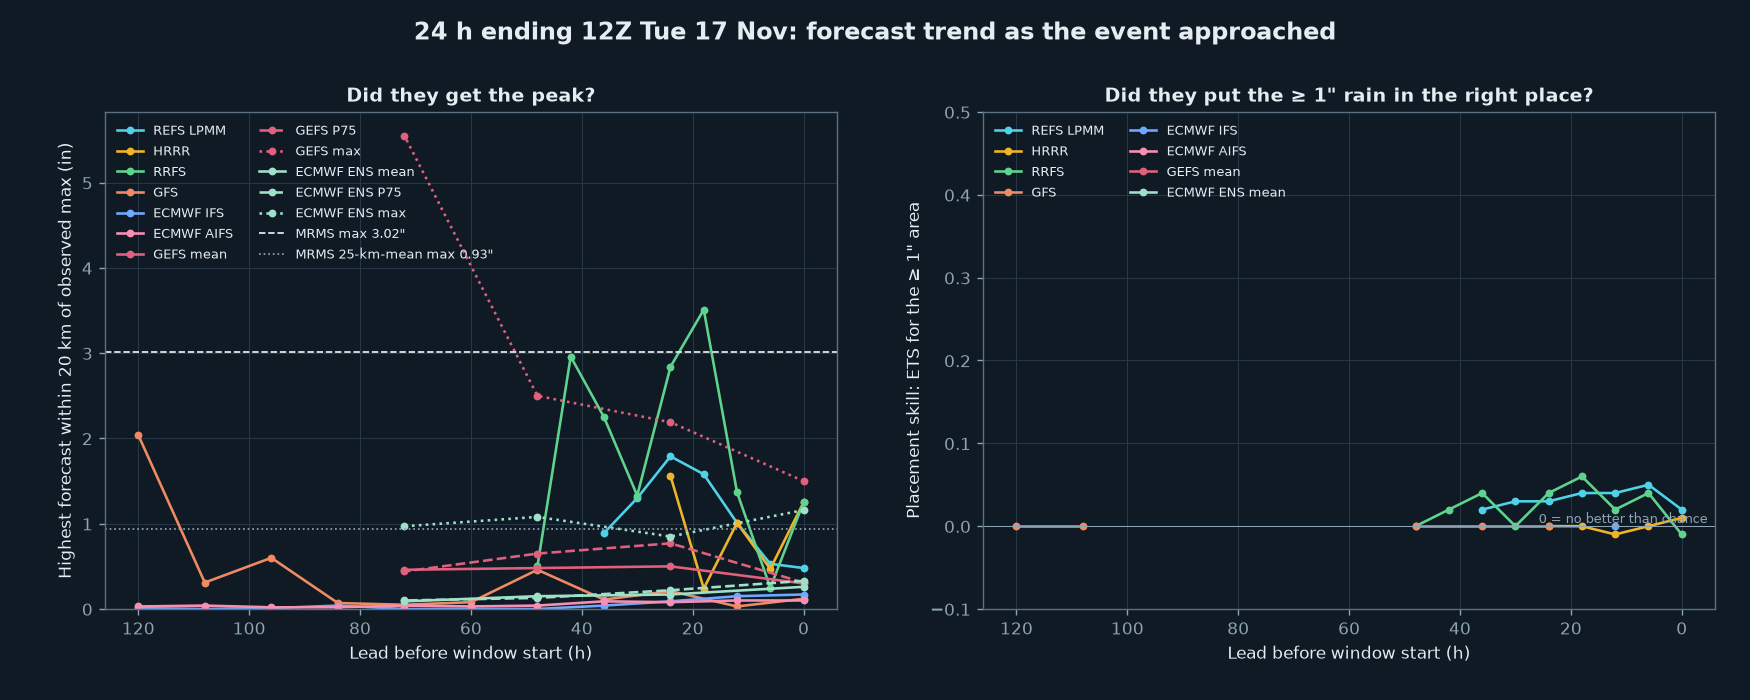 24 h ending 12Z Tue 17 Nov: forecast trend as the event approached
Did they get the peak?
Highest forecast within 20 km of observed max (in)
REFS LPMM
HRRR
RRFS
GFS
ECMWF IFS
ECMWF AIFS
GEFS mean
GEFS P75
GEFS max
ECMWF ENS mean
ECMWF ENS P75
ECMWF ENS max
MRMS max 3.02"
MRMS 25-km-mean max 0.93"
5
4
3
2
1
0
120 100 80 60 40 20 0
Lead before window start (h)
Did they put the ≥ 1" rain in the right place?
Placement skill: ETS for the ≥ 1" area
REFS LPMM
HRRR
RRFS
GFS
ECMWF IFS
ECMWF AIFS
GEFS mean
ECMWF ENS mean
0.5
0.4
0.3
0.2
0.1
0.0
−0.1
0 = no better than chance
120 100 80 60 40 20 0
Lead before window start (h)